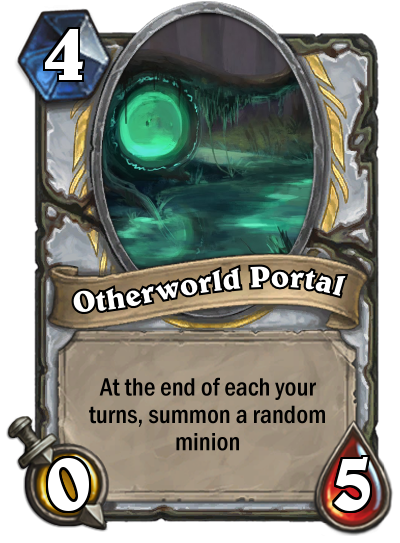 4
Otherworld Portal
At the end of each your
turns, summon a random
minion
0
5